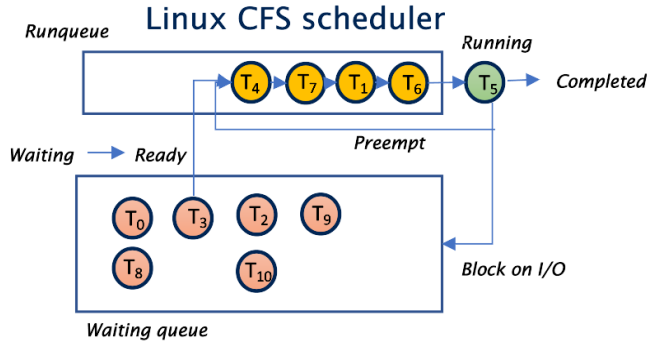 Linux CFS scheduler
Runqueue
Running
T4 T7 T1 T6 T5
Completed
Preempt
Waiting Ready
T0 T3 T2 T9
T8 T10
Block on I/O
Waiting queue